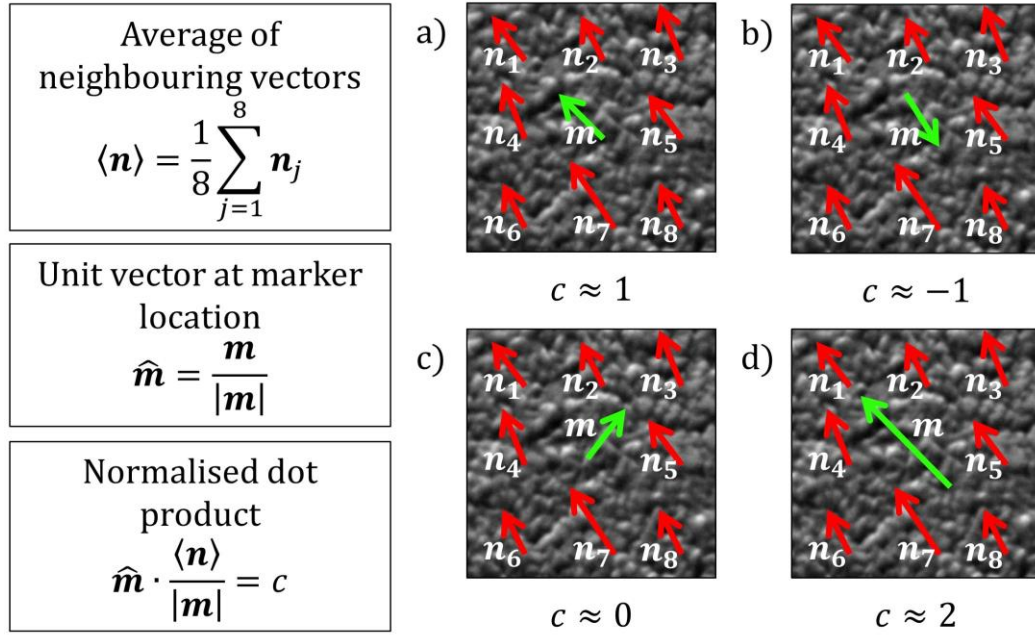 Average of
neighbouring vectors
⟨n⟩ = 1/8 ∑_{j=1}^{8} n_j
Unit vector at marker
location
m̂ = m/|m|
Normalised dot
product
m̂ · ⟨n⟩/|m| = c
a)
n₁ n₂ n₃
n₄ m n₅
n₆ n₇ n₈
c ≈ 1
b)
n₁ n₂ n₃
n₄ m n₅
n₆ n₇ n₈
c ≈ −1
c)
n₁ n₂ n₃
m
n₄ n₅
n₆ n₇ n₈
c ≈ 0
d)
n₁ n₂ n₃
m
n₄ n₅
n₆ n₇ n₈
c ≈ 2